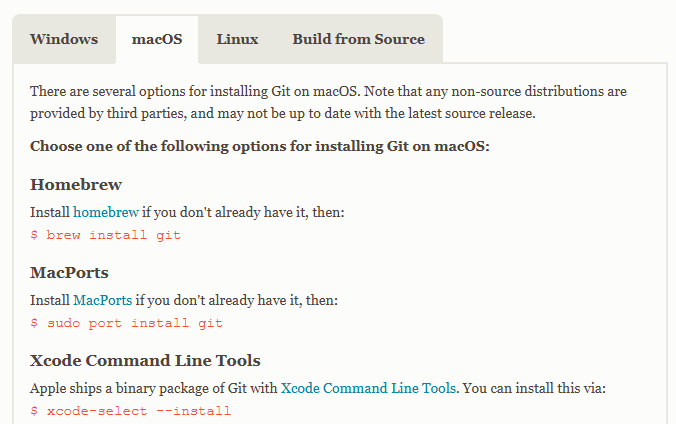 Windows
macOS
Linux
Build from Source
There are several options for installing Git on macOS. Note that any non-source distributions are
provided by third parties, and may not be up to date with the latest source release.
Choose one of the following options for installing Git on macOS:
Homebrew
Install homebrew if you don't already have it, then:
$ brew install git
MacPorts
Install MacPorts if you don't already have it, then:
$ sudo port install git
Xcode Command Line Tools
Apple ships a binary package of Git with Xcode Command Line Tools. You can install this via:
$ xcode-select --install